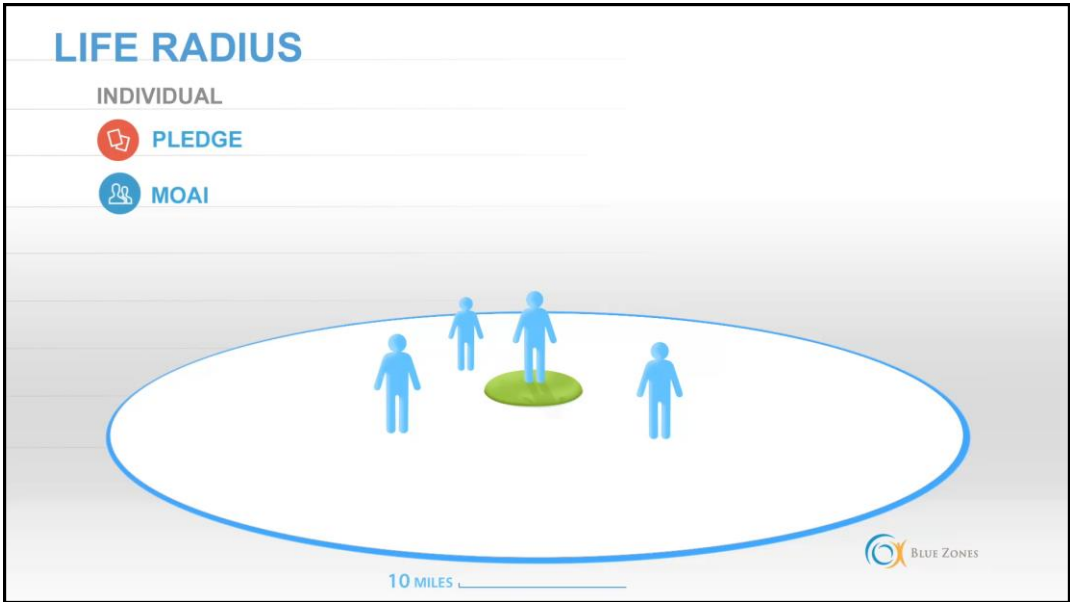 LIFE RADIUS
INDIVIDUAL
PLEDGE
MOAI
BLUE ZONES
10 MILES